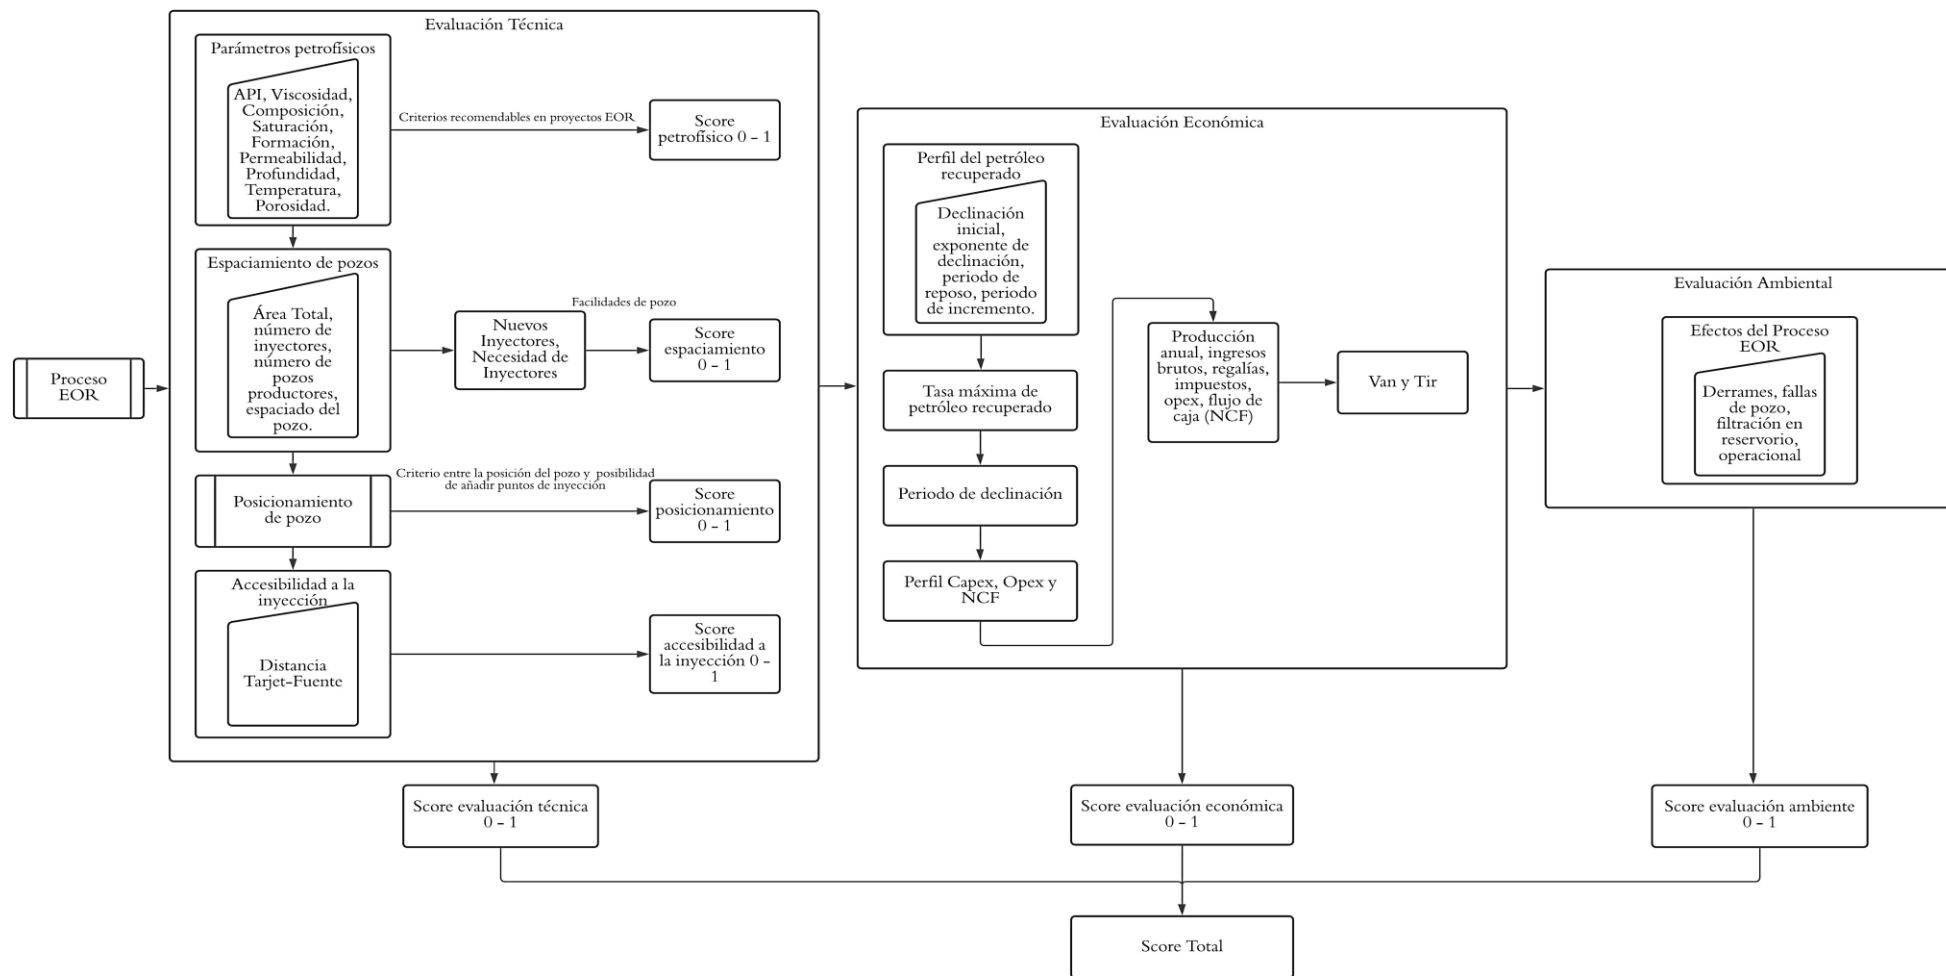 Proceso
EOR
Evaluación Técnica
Parámetros petrofísicos
API, Viscosidad,
Composición,
Saturación,
Formación,
Permeabilidad,
Profundidad,
Temperatura,
Porosidad.
Criterios recomendables en proyectos EOR
Score
petrofísico 0 - 1
Espaciamiento de pozos
Área Total,
número de
inyectores,
número de
pozos
productores,
espaciado del
pozo.
Nuevos
Inyectores,
Necesidad de
Inyectores
Facilidades de pozo
Score
espaciamiento
0 - 1
Posicionamiento
de pozo
Criterio entre la posición del pozo y posibilidad
de añadir puntos de inyección
Score
posicionamiento
0 - 1
Accesibilidad a la
inyección
Distancia
Tarjet-Fuente
Score
accesibilidad a
la inyección 0 -
1
Evaluación Económica
Perfil del petróleo
recuperado
Declinación
inicial,
exponente de
declinación,
periodo de
reposo, periodo
de incremento.
Tasa máxima de
petróleo recuperado
Periodo de declinación
Perfil Capex, Opex y
NCF
Producción
anual, ingresos
brutos, regalías,
impuestos,
opex, flujo de
caja (NCF)
Van y Tir
Evaluación Ambiental
Efectos del Proceso
EOR
Derrames, fallas
de pozo,
filtración en
reservorio,
operacional
Score evaluación técnica
0 - 1
Score evaluación económica
0 - 1
Score evaluación ambiente
0 - 1
Score Total